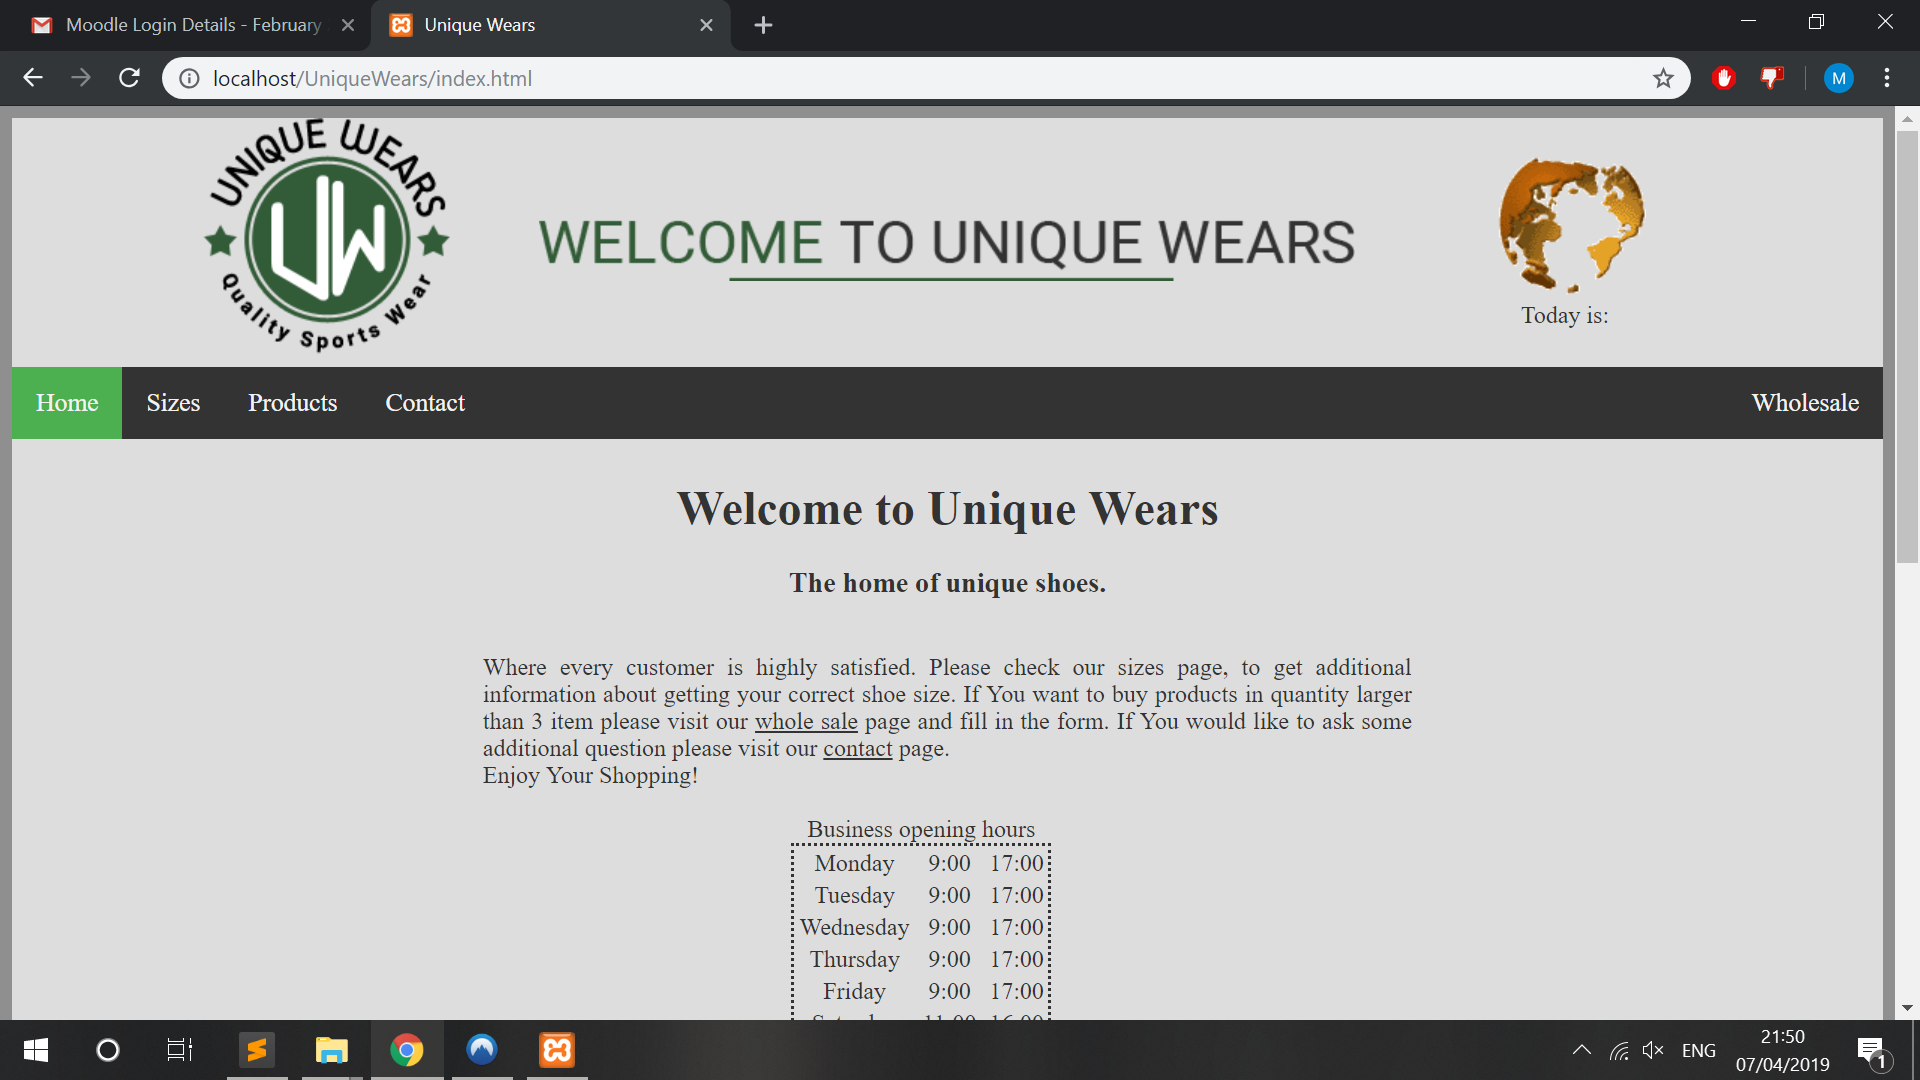 Moodle Login Details - February
Unique Wears
localhost/UniqueWears/index.html
M
UNIQUE WEARS
UW
Quality Sports Wear
WELCOME TO UNIQUE WEARS
Today is:
Home Sizes Products Contact Wholesale
Welcome to Unique Wears
The home of unique shoes.
Where every customer is highly satisfied. Please check our sizes page, to get additional
information about getting your correct shoe size. If You want to buy products in quantity larger
than 3 item please visit our whole sale page and fill in the form. If You would like to ask some
additional question please visit our contact page.
Enjoy Your Shopping!
Business opening hours
Monday 9:00 17:00
Tuesday 9:00 17:00
Wednesday 9:00 17:00
Thursday 9:00 17:00
Friday 9:00 17:00
ENG
21:50
07/04/2019
1